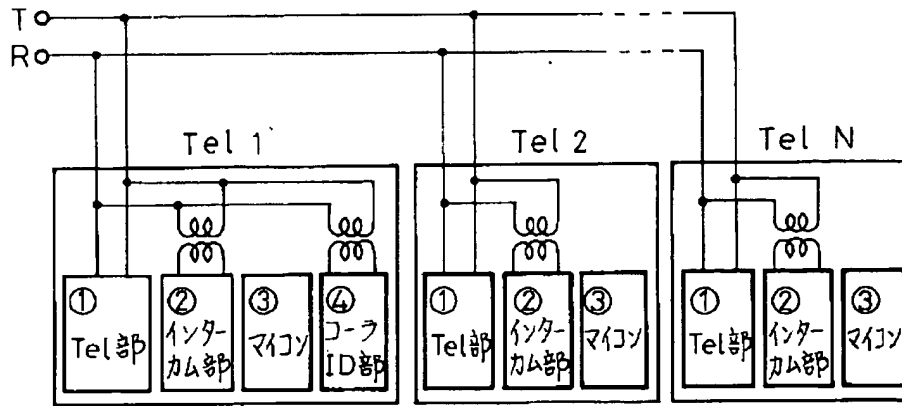 T
R
Tel 1
Tel 2
Tel N
①
Tel部
②
インター
カム部
③
マイコン
④
コーラ
ID部
①
Tel部
②
インター
カム部
③
マイコン
①
Tel部
②
インター
カム部
③
マイコン